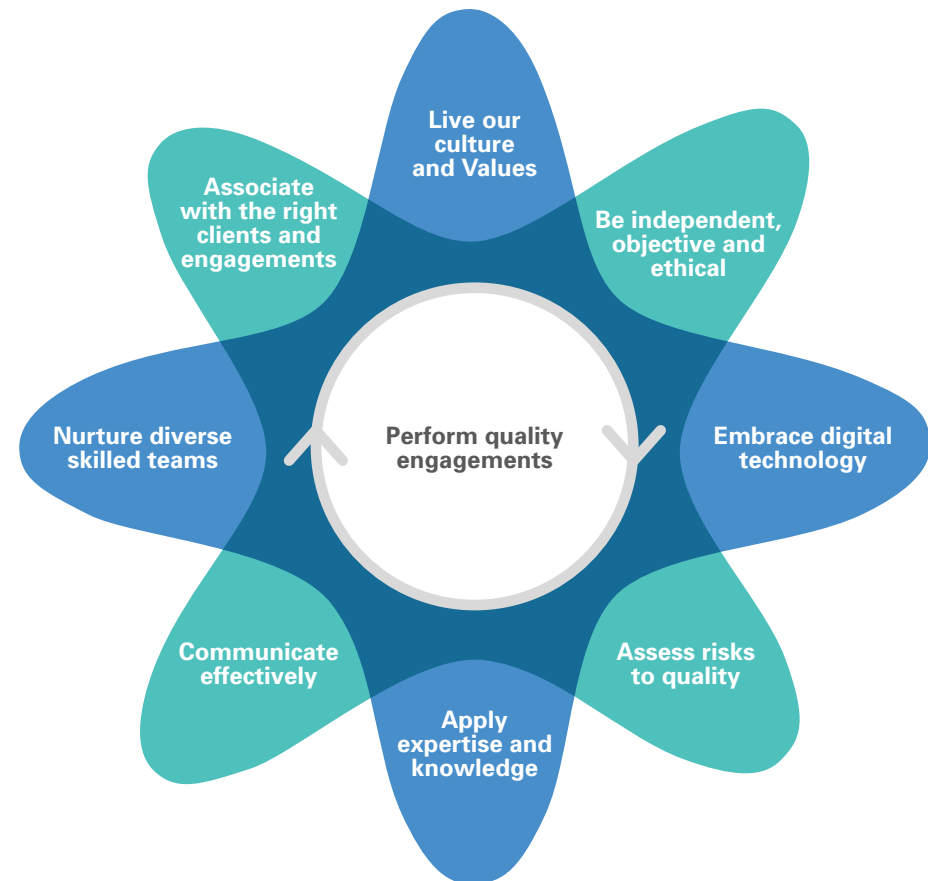 Live our
culture
and Values
Be independent,
objective and
ethical
Embrace digital
technology
Assess risks
to quality
Apply
expertise and
knowledge
Communicate
effectively
Nurture diverse
skilled teams
Associate
with the right
clients and
engagements
Perform quality
engagements